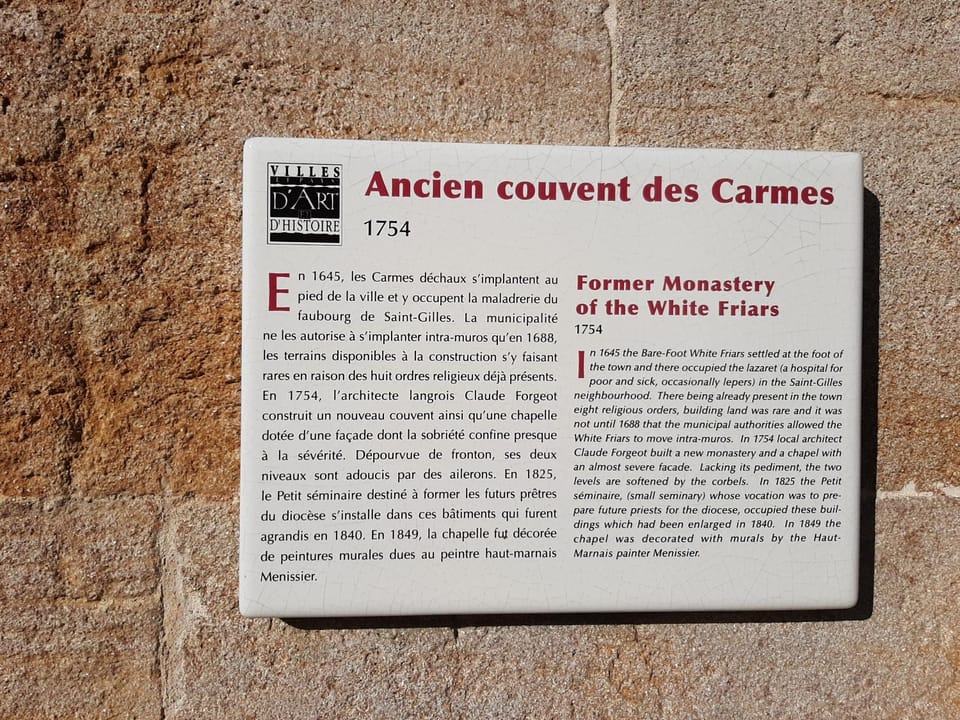 VILLES
ET PAYS
D'ART
ET
D'HISTOIRE
Ancien couvent des Carmes
1754
En 1645, les Carmes déchaux s'implantent au
pied de la ville et y occupent la maladrerie du
faubourg de Saint-Gilles. La municipalité
ne les autorise à s'implanter intra-muros qu'en 1688,
les terrains disponibles à la construction s'y faisant
rares en raison des huit ordres religieux déjà présents.
En 1754, l'architecte langrois Claude Forgeot
construit un nouveau couvent ainsi qu'une chapelle
dotée d'une façade dont la sobriété confine presque
à la sévérité. Dépourvue de fronton, ses deux
niveaux sont adoucis par des ailerons. En 1825,
le Petit séminaire destiné à former les futurs prêtres
du diocèse s'installe dans ces bâtiments qui furent
agrandis en 1840. En 1849, la chapelle fut décorée
de peintures murales dues au peintre haut-marnais
Menissier.
Former Monastery
of the White Friars
1754
In 1645 the Bare-Foot White Friars settled at the foot of
the town and there occupied the lazaret (a hospital for
poor and sick, occasionally lepers) in the Saint-Gilles
neighbourhood. There being already present in the town
eight religious orders, building land was rare and it was
not until 1688 that the municipal authorities allowed the
White Friars to move intra-muros. In 1754 local architect
Claude Forgeot built a new monastery and a chapel with
an almost severe facade. Lacking its pediment, the two
levels are softened by the corbels. In 1825 the Petit
séminaire, (small seminary) whose vocation was to pre-
pare future priests for the diocese, occupied these buil-
dings which had been enlarged in 1840. In 1849 the
chapel was decorated with murals by the Haut-
Marnais painter Menissier.